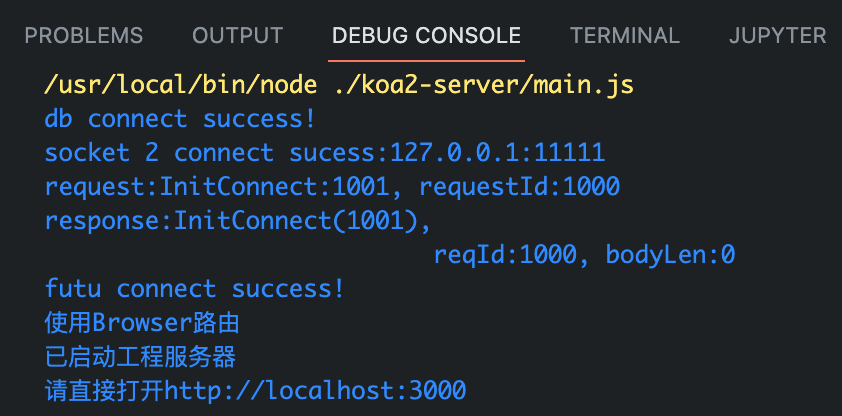 PROBLEMS OUTPUT DEBUG CONSOLE TERMINAL JUPYTER
/usr/local/bin/node ./koa2-server/main.js
db connect success!
socket 2 connect sucess:127.0.0.1:11111
request:InitConnect:1001, requestId:1000
response:InitConnect(1001),
reqId:1000, bodyLen:0
futu connect success!
使用Browser路由
已启动工程服务器
请直接打开http://localhost:3000